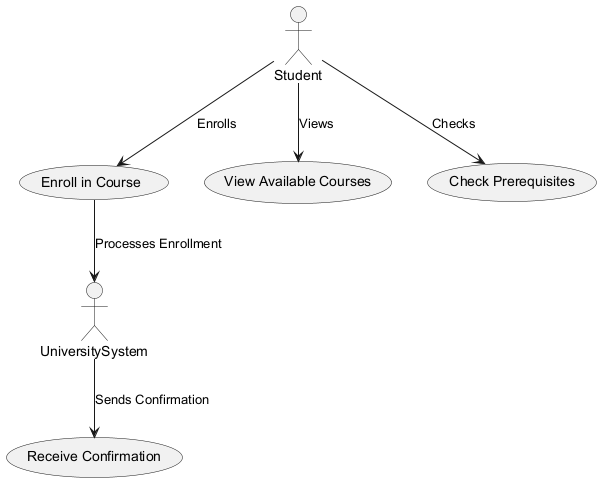 Student
Enrolls
Views
Checks
Enroll in Course
View Available Courses
Check Prerequisites
Processes Enrollment
UniversitySystem
Sends Confirmation
Receive Confirmation